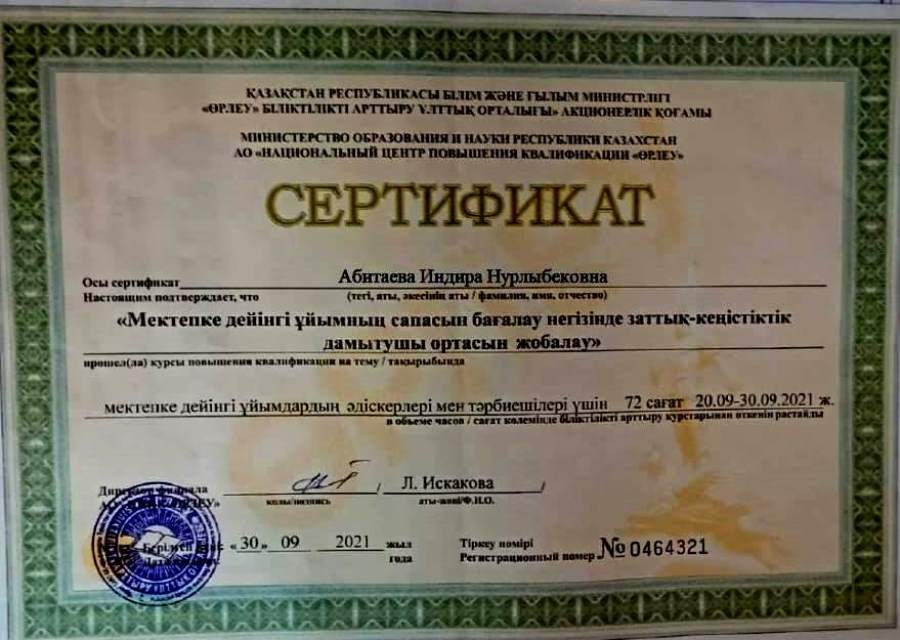 ҚАЗАҚСТАН РЕСПУБЛИКАСЫ БІЛІМ ЖӘНЕ ҒЫЛЫМ МИНИСТРЛІГІ
«ӨРЛЕУ» БІЛІКТІЛІКТІ АРТТЫРУ ҰЛТТЫҚ ОРТАЛЫҒЫ» АКЦИОНЕРЛІК ҚОҒАМЫ
МИНИСТЕРСТВО ОБРАЗОВАНИЯ И НАУКИ РЕСПУБЛИКИ КАЗАХСТАН
АО «НАЦИОНАЛЬНЫЙ ЦЕНТР ПОВЫШЕНИЯ КВАЛИФИКАЦИИ «ӨРЛЕУ»
СЕРТИФИКАТ
Осы сертификат Абитаева Индира Нурлыбековна
Настоящим подтверждает, что (тегі, аты, әкесінің аты / фамилия, имя, отчество)
«Мектепке дейінгі ұйымның сапасын бағалау негізінде заттық-кеңістіктік
дамытушы ортасын жобалау»
прошел(ла) курсы повышения квалификации на тему / тақырыбында
мектепке дейінгі ұйымдардың әдіскерлері мен тәрбиешілері үшін 72 сағат 20.09-30.09.2021 ж.
в объеме часов / сағат көлемінде біліктілікті арттыру курстарынан өткенін растайды
Директор филиала / Л. Искакова /
қолы/подпись аты-жөні/Ф.И.О.
«30» 09 2021 жыл Тіркеу нөмірі
года Регистрационный номер №0464321